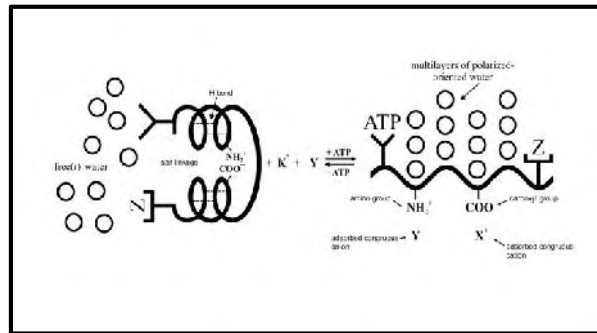 free(r) water
H bond
salt linkage
NH₃⁺
COO⁻
Z
+ K⁺ + Y
+ATP
-ATP
multilayers of polarized-
oriented water
ATP
Z
amino group
NH₃⁺
COO
carboxyl group
adsorbed congruous
anion
Y
X⁺
adsorbed congruous
cation